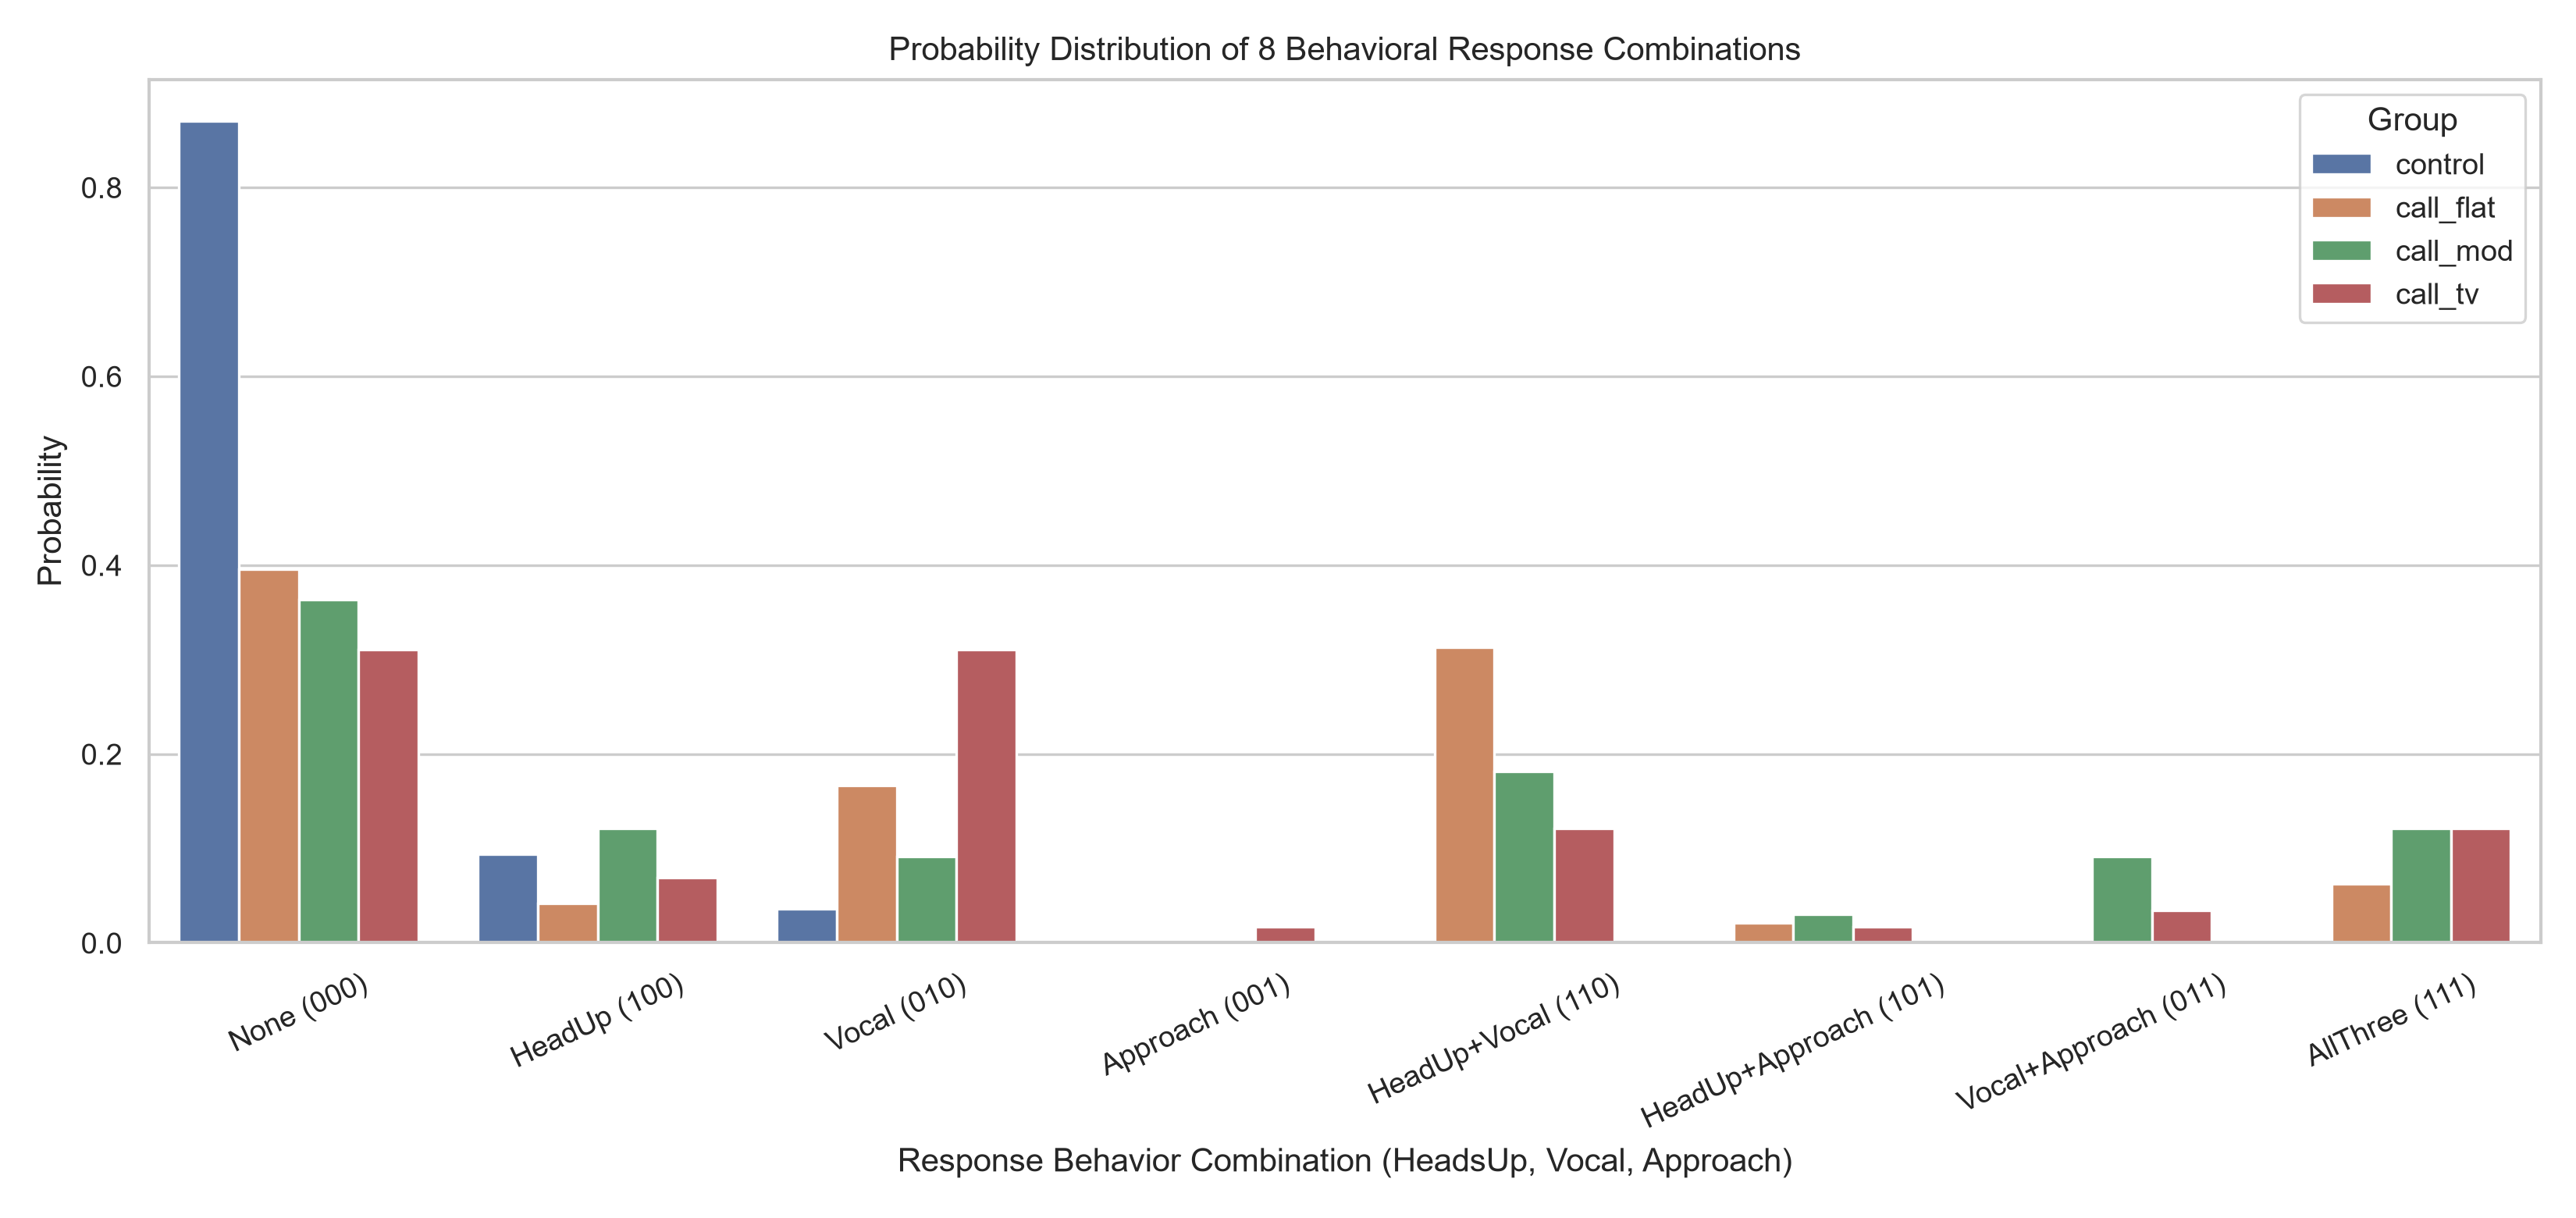 Probability Distribution of 8 Behavioral Response Combinations
Group
control
call_flat
call_mod
call_tv
Probability
0.8
0.6
0.4
0.2
0.0
None (000)
HeadUp (100)
Vocal (010)
Approach (001)
HeadUp+Vocal (110)
HeadUp+Approach (101)
Vocal+Approach (011)
AllThree (111)
Response Behavior Combination (HeadsUp, Vocal, Approach)